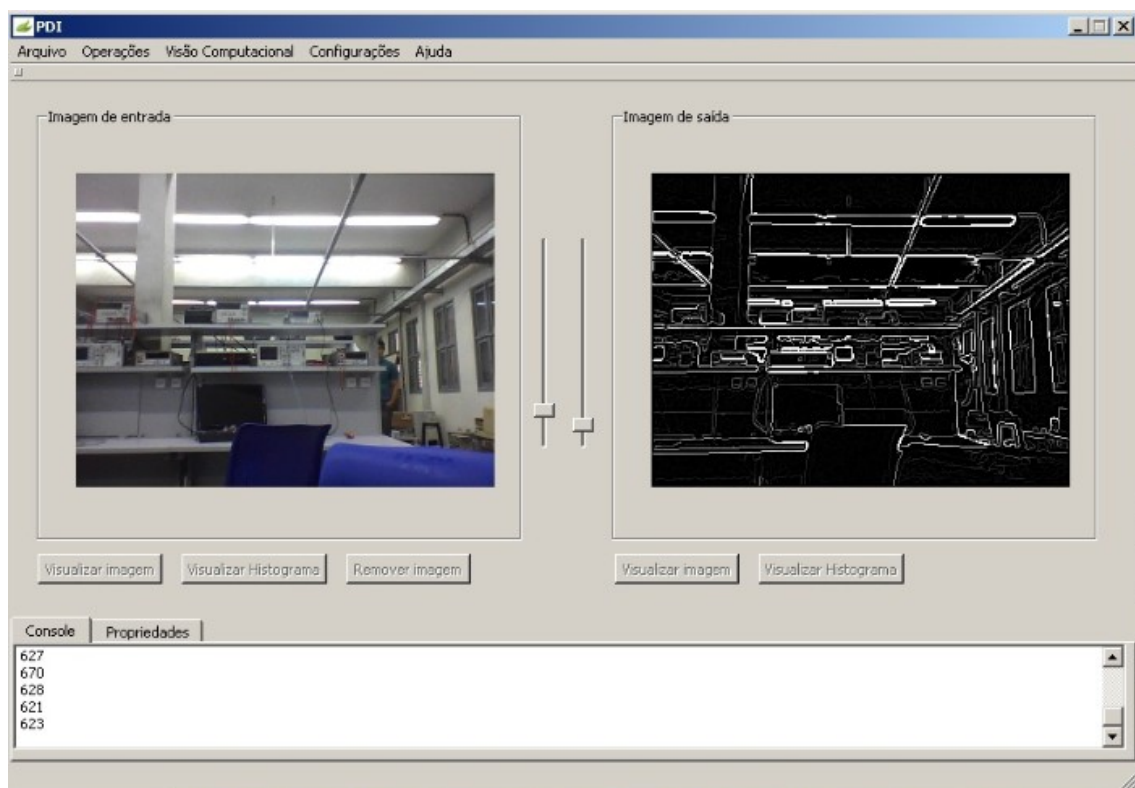 PDI
Arquivo Operações Visão Computacional Configurações Ajuda
Imagem de entrada
Imagem de saída
Visualizar imagem Visualizar Histograma Remover imagem
Visualizar imagem Visualizar Histograma
Console Propriedades
627
670
628
621
623